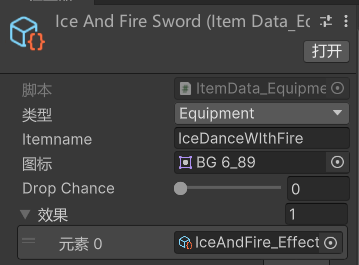 Ice And Fire Sword (Item Data_Ec
打开
脚本 ItemData_Equipme
类型 Equipment
Itemname IceDanceWIthFire
图标 BG 6_89
Drop Chance 0
效果 1
元素 0 IceAndFire_Effect